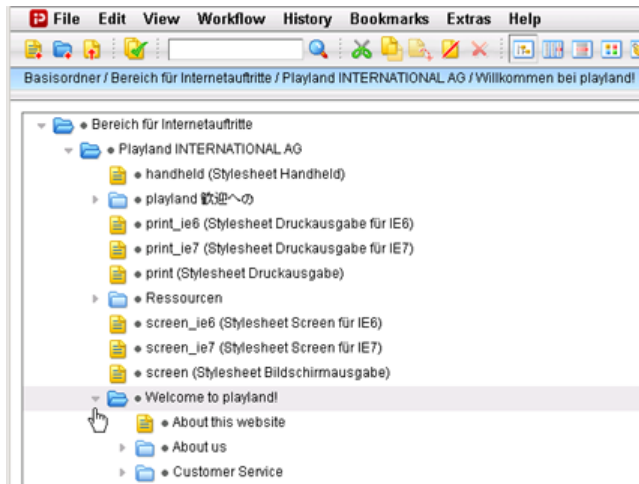 File Edit View Workflow History Bookmarks Extras Help
Basisordner / Bereich für Internetauftritte / Playland INTERNATIONAL AG / Willkommen bei playland!
Bereich für Internetauftritte
Playland INTERNATIONAL AG
handheld (Stylesheet Handheld)
playland 歓迎への
print_ie6 (Stylesheet Druckausgabe für IE6)
print_ie7 (Stylesheet Druckausgabe für IE7)
print (Stylesheet Druckausgabe)
Ressourcen
screen_ie6 (Stylesheet Screen für IE6)
screen_ie7 (Stylesheet Screen für IE7)
screen (Stylesheet Bildschirmausgabe)
Welcome to playland!
About this website
About us
Customer Service